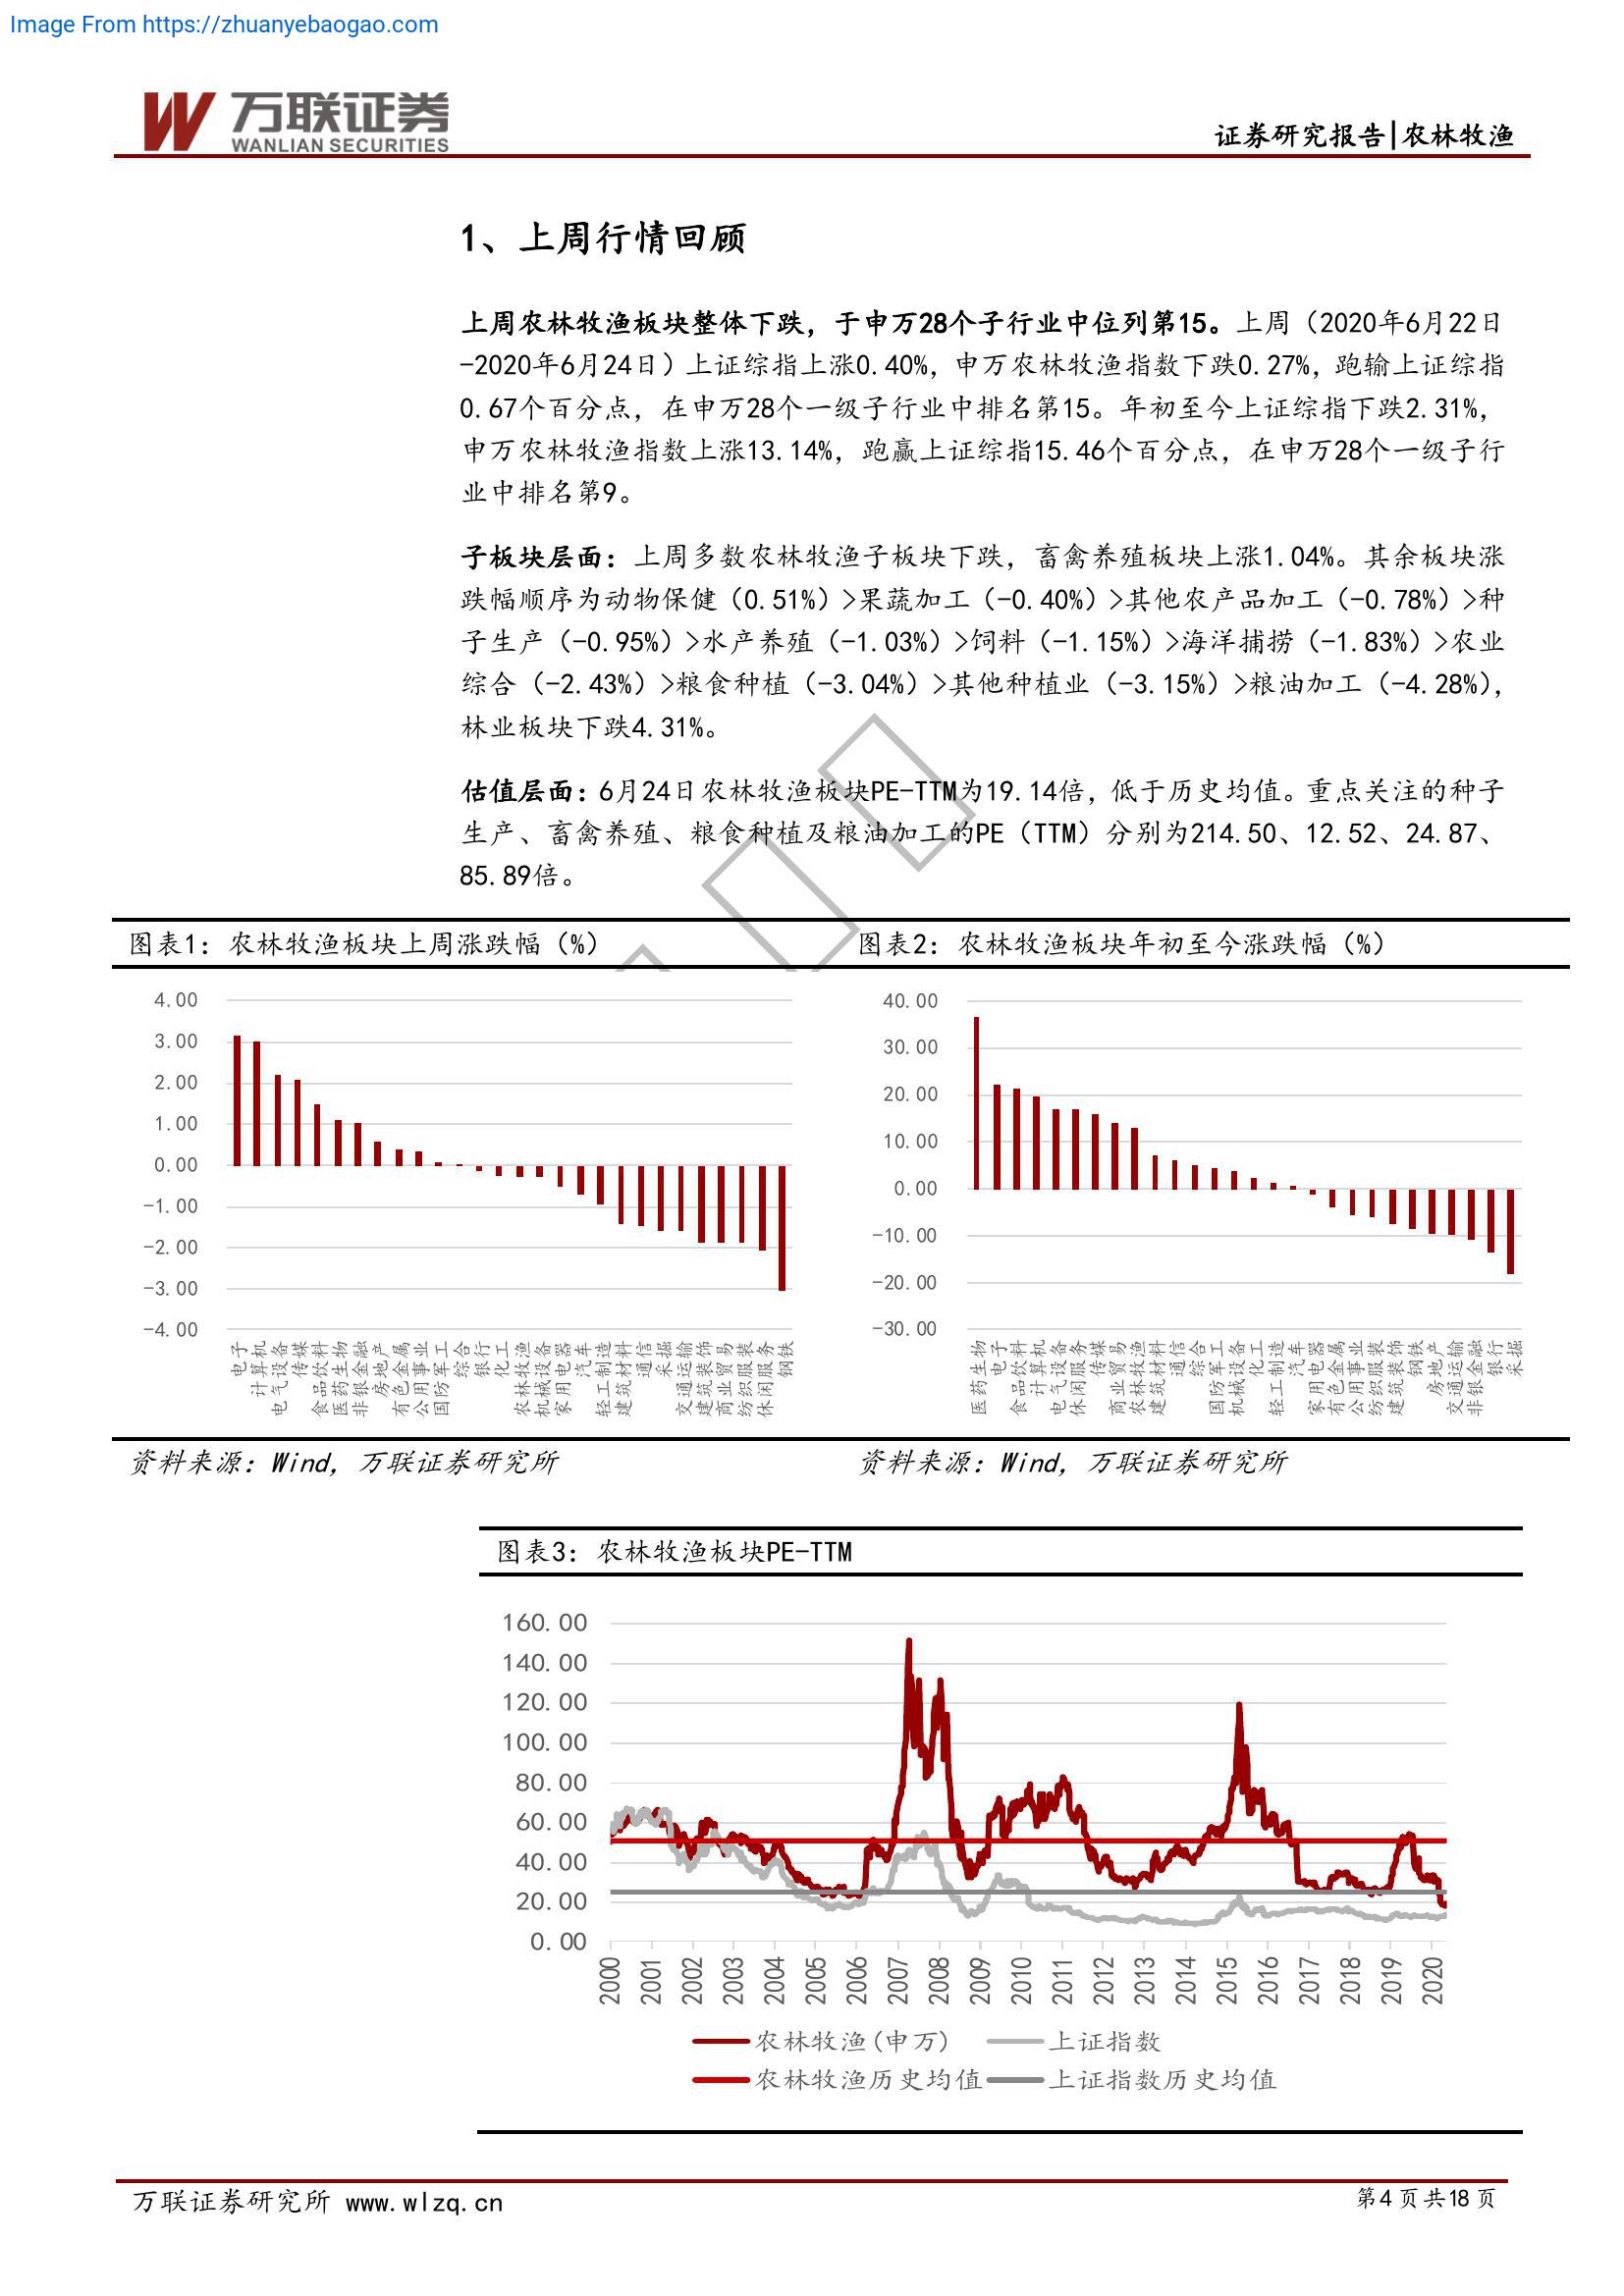 Image From https://zhuanyebaogao.com
万联证券
WANLIAN SECURITIES
证券研究报告|农林牧渔
1、上周行情回顾
上周农林牧渔板块整体下跌，于申万28个子行业中位列第15。上周（2020年6月22日
-2020年6月24日）上证综指上涨0.40%，申万农林牧渔指数下跌0.27%，跑输上证综指
0.67个百分点，在申万28个一级子行业中排名第15。年初至今上证综指下跌2.31%，
申万农林牧渔指数上涨13.14%，跑赢上证综指15.46个百分点，在申万28个一级子行
业中排名第9。
子板块层面：上周多数农林牧渔子板块下跌，畜禽养殖板块上涨1.04%。其余板块涨
跌幅顺序为动物保健（0.51%）>果蔬加工（-0.40%）>其他农产品加工（-0.78%）>种
子生产（-0.95%）>水产养殖（-1.03%）>饲料（-1.15%）>海洋捕捞（-1.83%）>农业
综合（-2.43%）>粮食种植（-3.04%）>其他种植业（-3.15%）>粮油加工（-4.28%），
林业板块下跌4.31%。
估值层面：6月24日农林牧渔板块PE-TTM为19.14倍，低于历史均值。重点关注的种子
生产、畜禽养殖、粮食种植及粮油加工的PE（TTM）分别为214.50、12.52、24.87、
85.89倍。
图表1：农林牧渔板块上周涨跌幅（%）
4.00
3.00
2.00
1.00
0.00
-1.00
-2.00
-3.00
-4.00
电子
计算机
电气设备
传媒
食品饮料
医药生物
非银金融
房地产
有色金属
公用事业
国防军工
综合
银行
化工
农林牧渔
机械设备
家用电器
汽车
轻工制造
建筑材料
通信
采掘
交通运输
建筑装饰
商业贸易
纺织服装
休闲服务
钢铁
资料来源：Wind，万联证券研究所
图表2：农林牧渔板块年初至今涨跌幅（%）
40.00
30.00
20.00
10.00
0.00
-10.00
-20.00
-30.00
医药生物
电子
食品饮料
计算机
电气设备
休闲服务
传媒
商业贸易
农林牧渔
建筑材料
通信
综合
国防军工
机械设备
化工
轻工制造
汽车
家用电器
有色金属
公用事业
纺织服装
建筑装饰
钢铁
房地产
交通运输
非银金融
银行
采掘
资料来源：Wind，万联证券研究所
图表3：农林牧渔板块PE-TTM
160.00
140.00
120.00
100.00
80.00
60.00
40.00
20.00
0.00
2000
2001
2002
2003
2004
2005
2006
2007
2008
2009
2010
2011
2012
2013
2014
2015
2016
2017
2018
2019
2020
农林牧渔(申万)
上证指数
农林牧渔历史均值
上证指数历史均值
万联证券研究所 www.wlzq.cn
第4页共18页